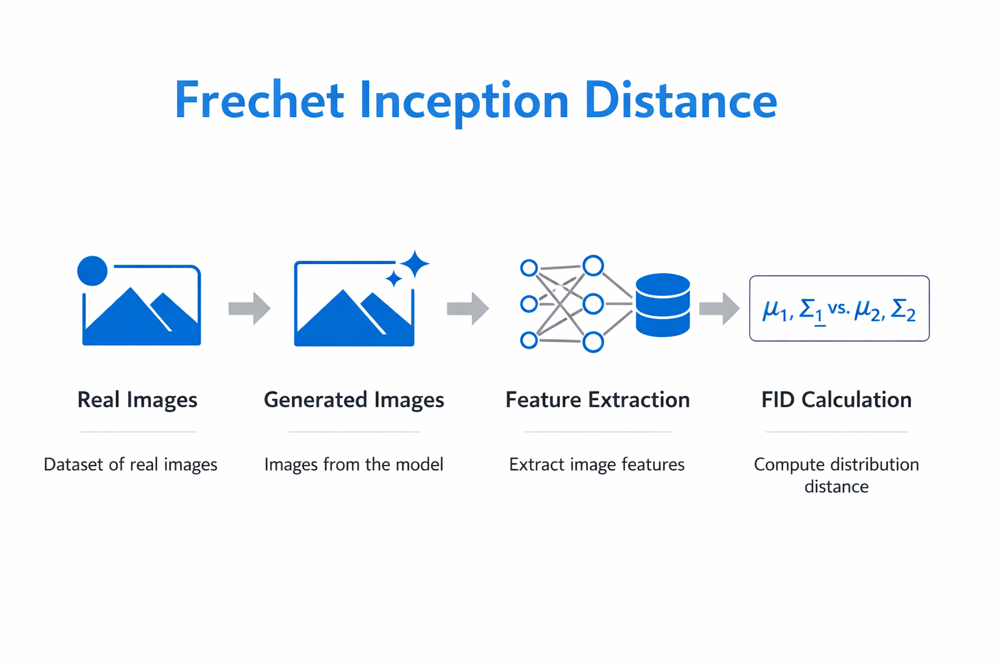 Frechet Inception Distance
μ₁, Σ₁ vs. μ₂, Σ₂
Real Images
Generated Images
Feature Extraction
FID Calculation
Dataset of real images
Images from the model
Extract image features
Compute distribution
distance